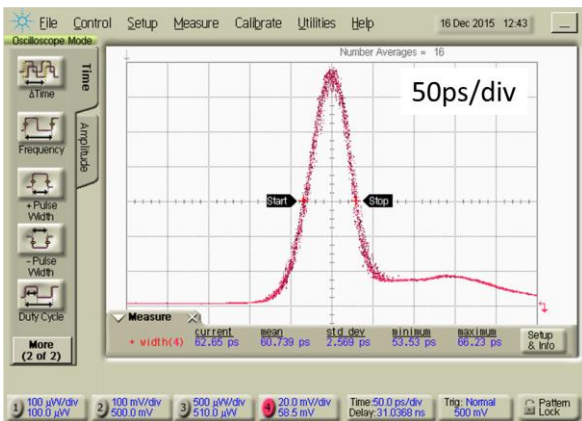 File Control Setup Measure Calibrate Utilities Help 16 Dec 2015 12:43
Oscilloscope Mode
Number Averages = 16
50ps/div
Time
Amplitude
ΔTime
Frequency
+ Pulse
Width
- Pulse
Width
Duty Cycle
More
(2 of 2)
Start Stop
Measure
current mean std dev minimum maximum
+ width(4) 62.65 ps 60.739 ps 2.569 ps 53.53 ps 66.23 ps
Setup
& Info
1 100 µW/div
100.0 µW
2 100 mV/div
500.0 mV
3 500 µW/div
510.0 µW
4 20.0 mV/div
58.5 mV
Time:50.0 ps/div
Delay:31.0368 ns
Trig: Normal
500 mV
Pattern
Lock